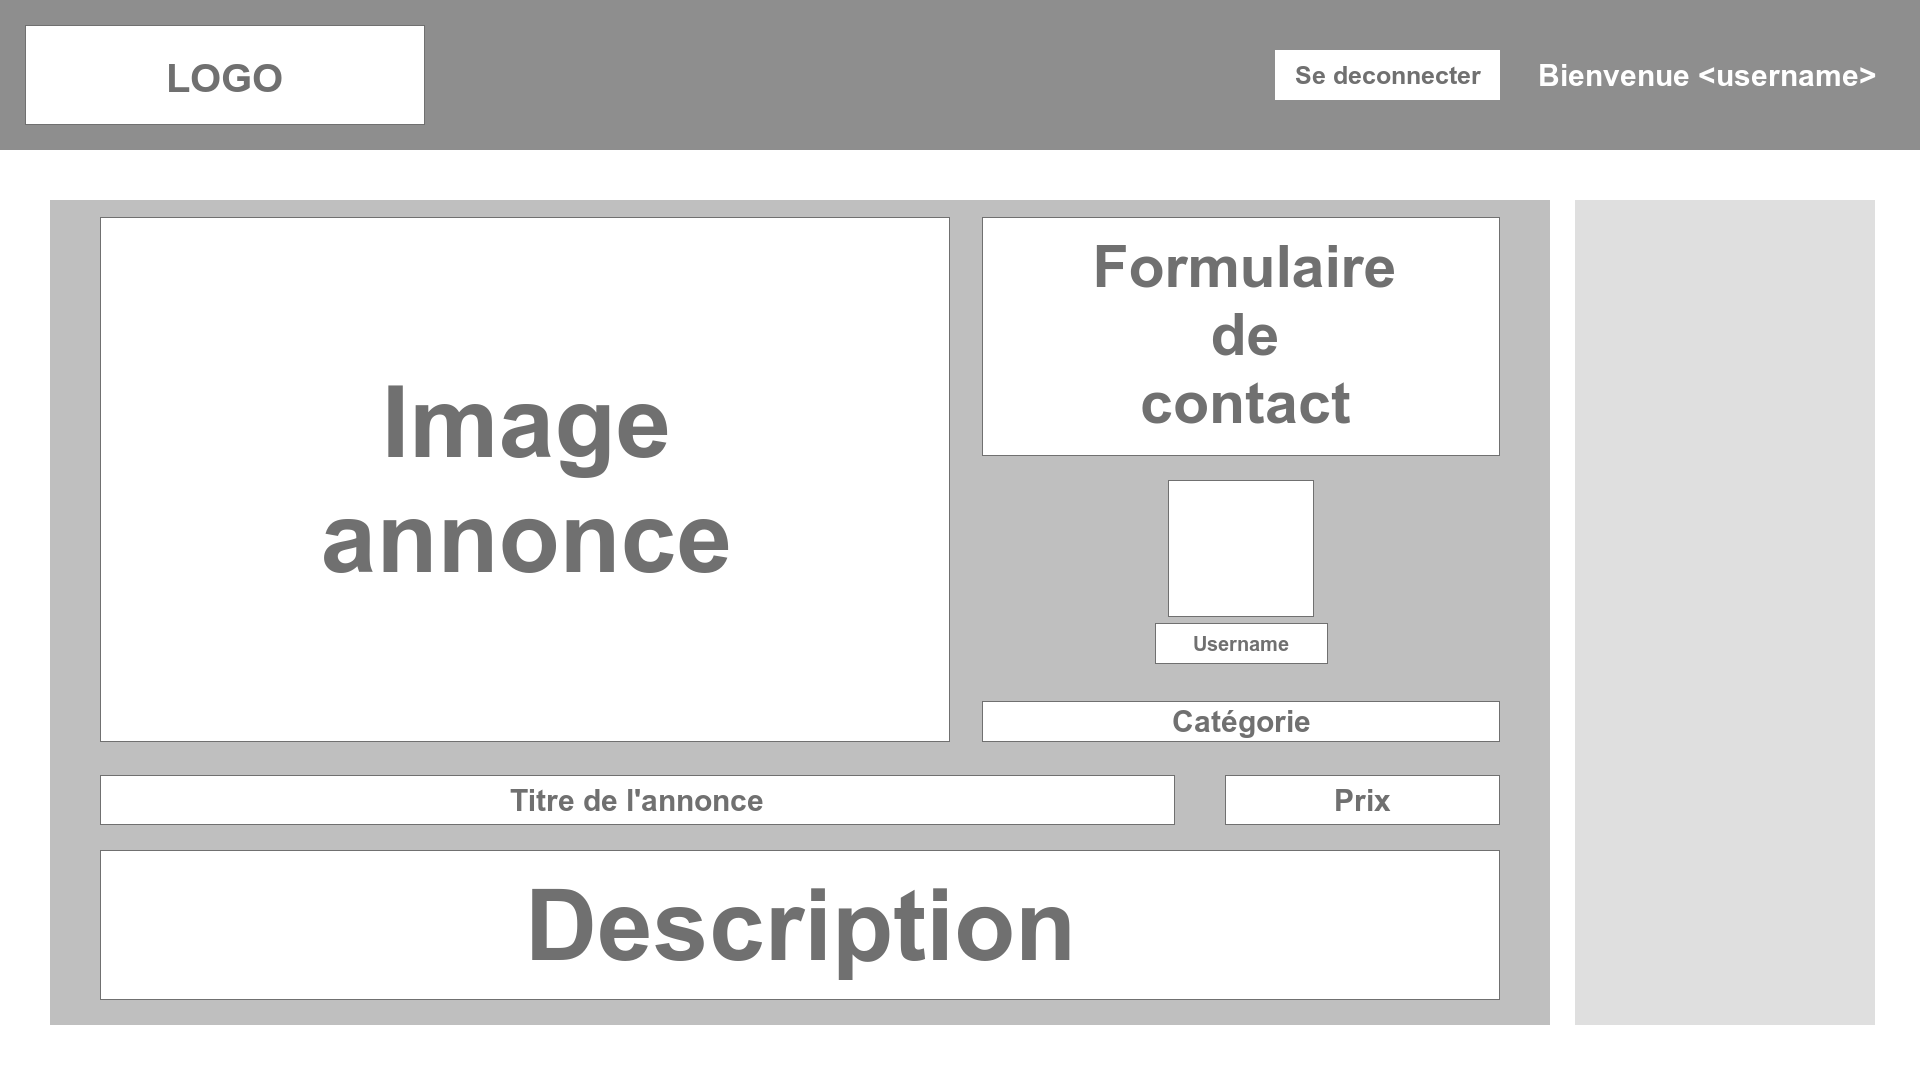 LOGO
Se deconnecter
Bienvenue <username>
Image
annonce
Formulaire
de
contact
Username
Catégorie
Titre de l'annonce
Prix
Description